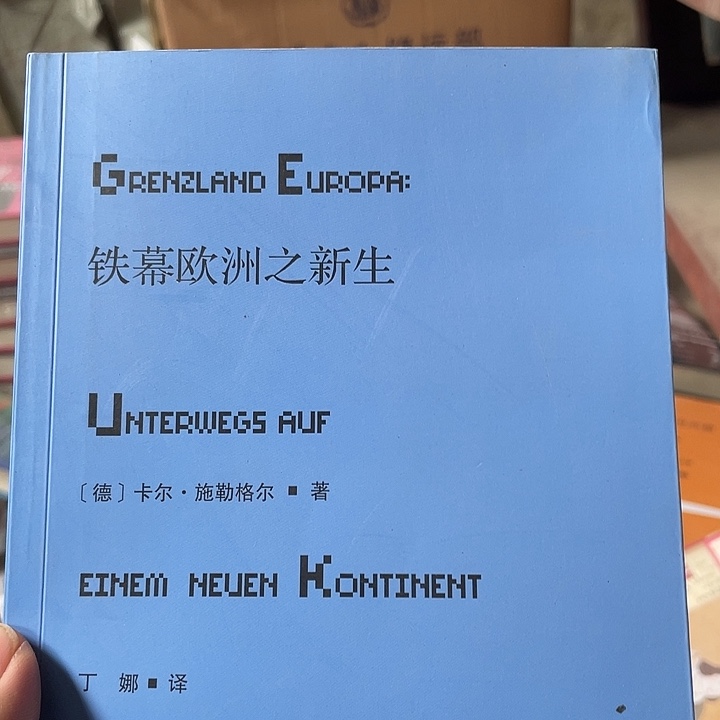 Grenzland Europa:
铁幕欧洲之新生
Unterwegs auf
〔德〕卡尔·施勒格尔 ■ 著
einem neuen Kontinent
丁 娜 ■ 译